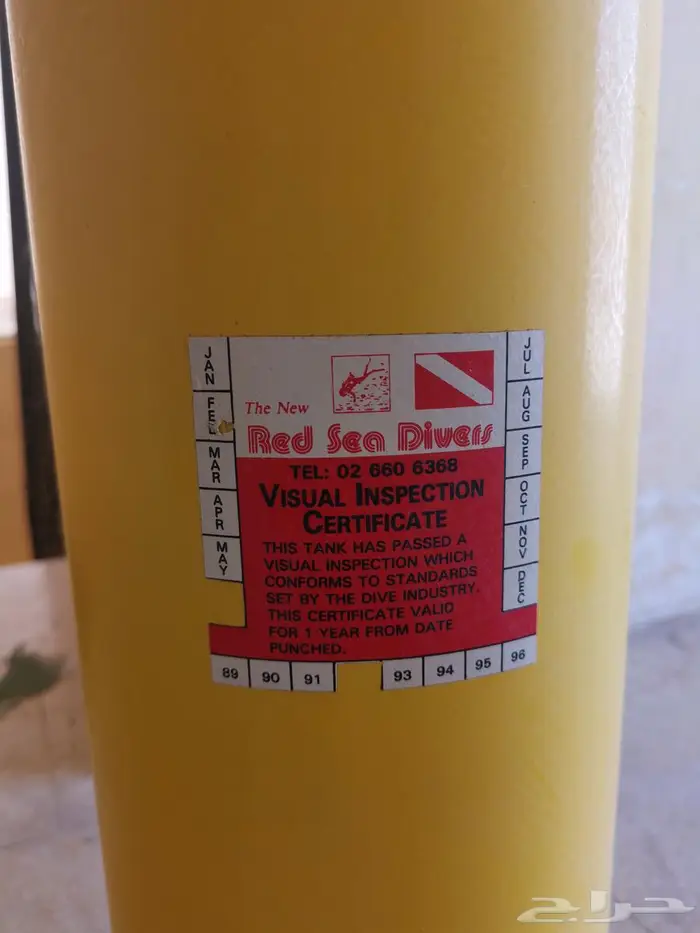 The New
Red Sea Divers
TEL: 02 660 6368
VISUAL INSPECTION
CERTIFICATE
THIS TANK HAS PASSED A
VISUAL INSPECTION WHICH
CONFORMS TO STANDARDS
SET BY THE DIVE INDUSTRY.
THIS CERTIFICATE VALID
FOR 1 YEAR FROM DATE
PUNCHED.
JAN
FEB
MAR
APR
MAY
JUL
AUG
SEP
OCT
NOV
DEC
89 90 91 93 94 95 96
حراج